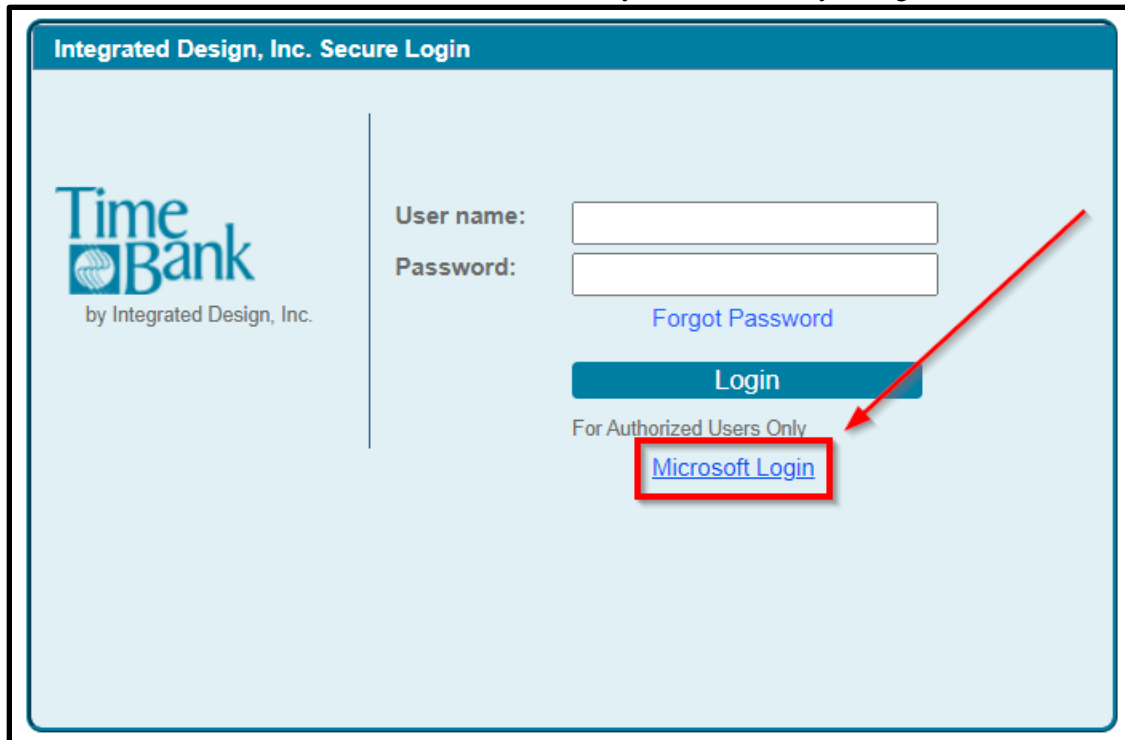 Integrated Design, Inc. Secure Login
Time
Bank
by Integrated Design, Inc.
User name:
Password:
Forgot Password
Login
For Authorized Users Only
Microsoft Login